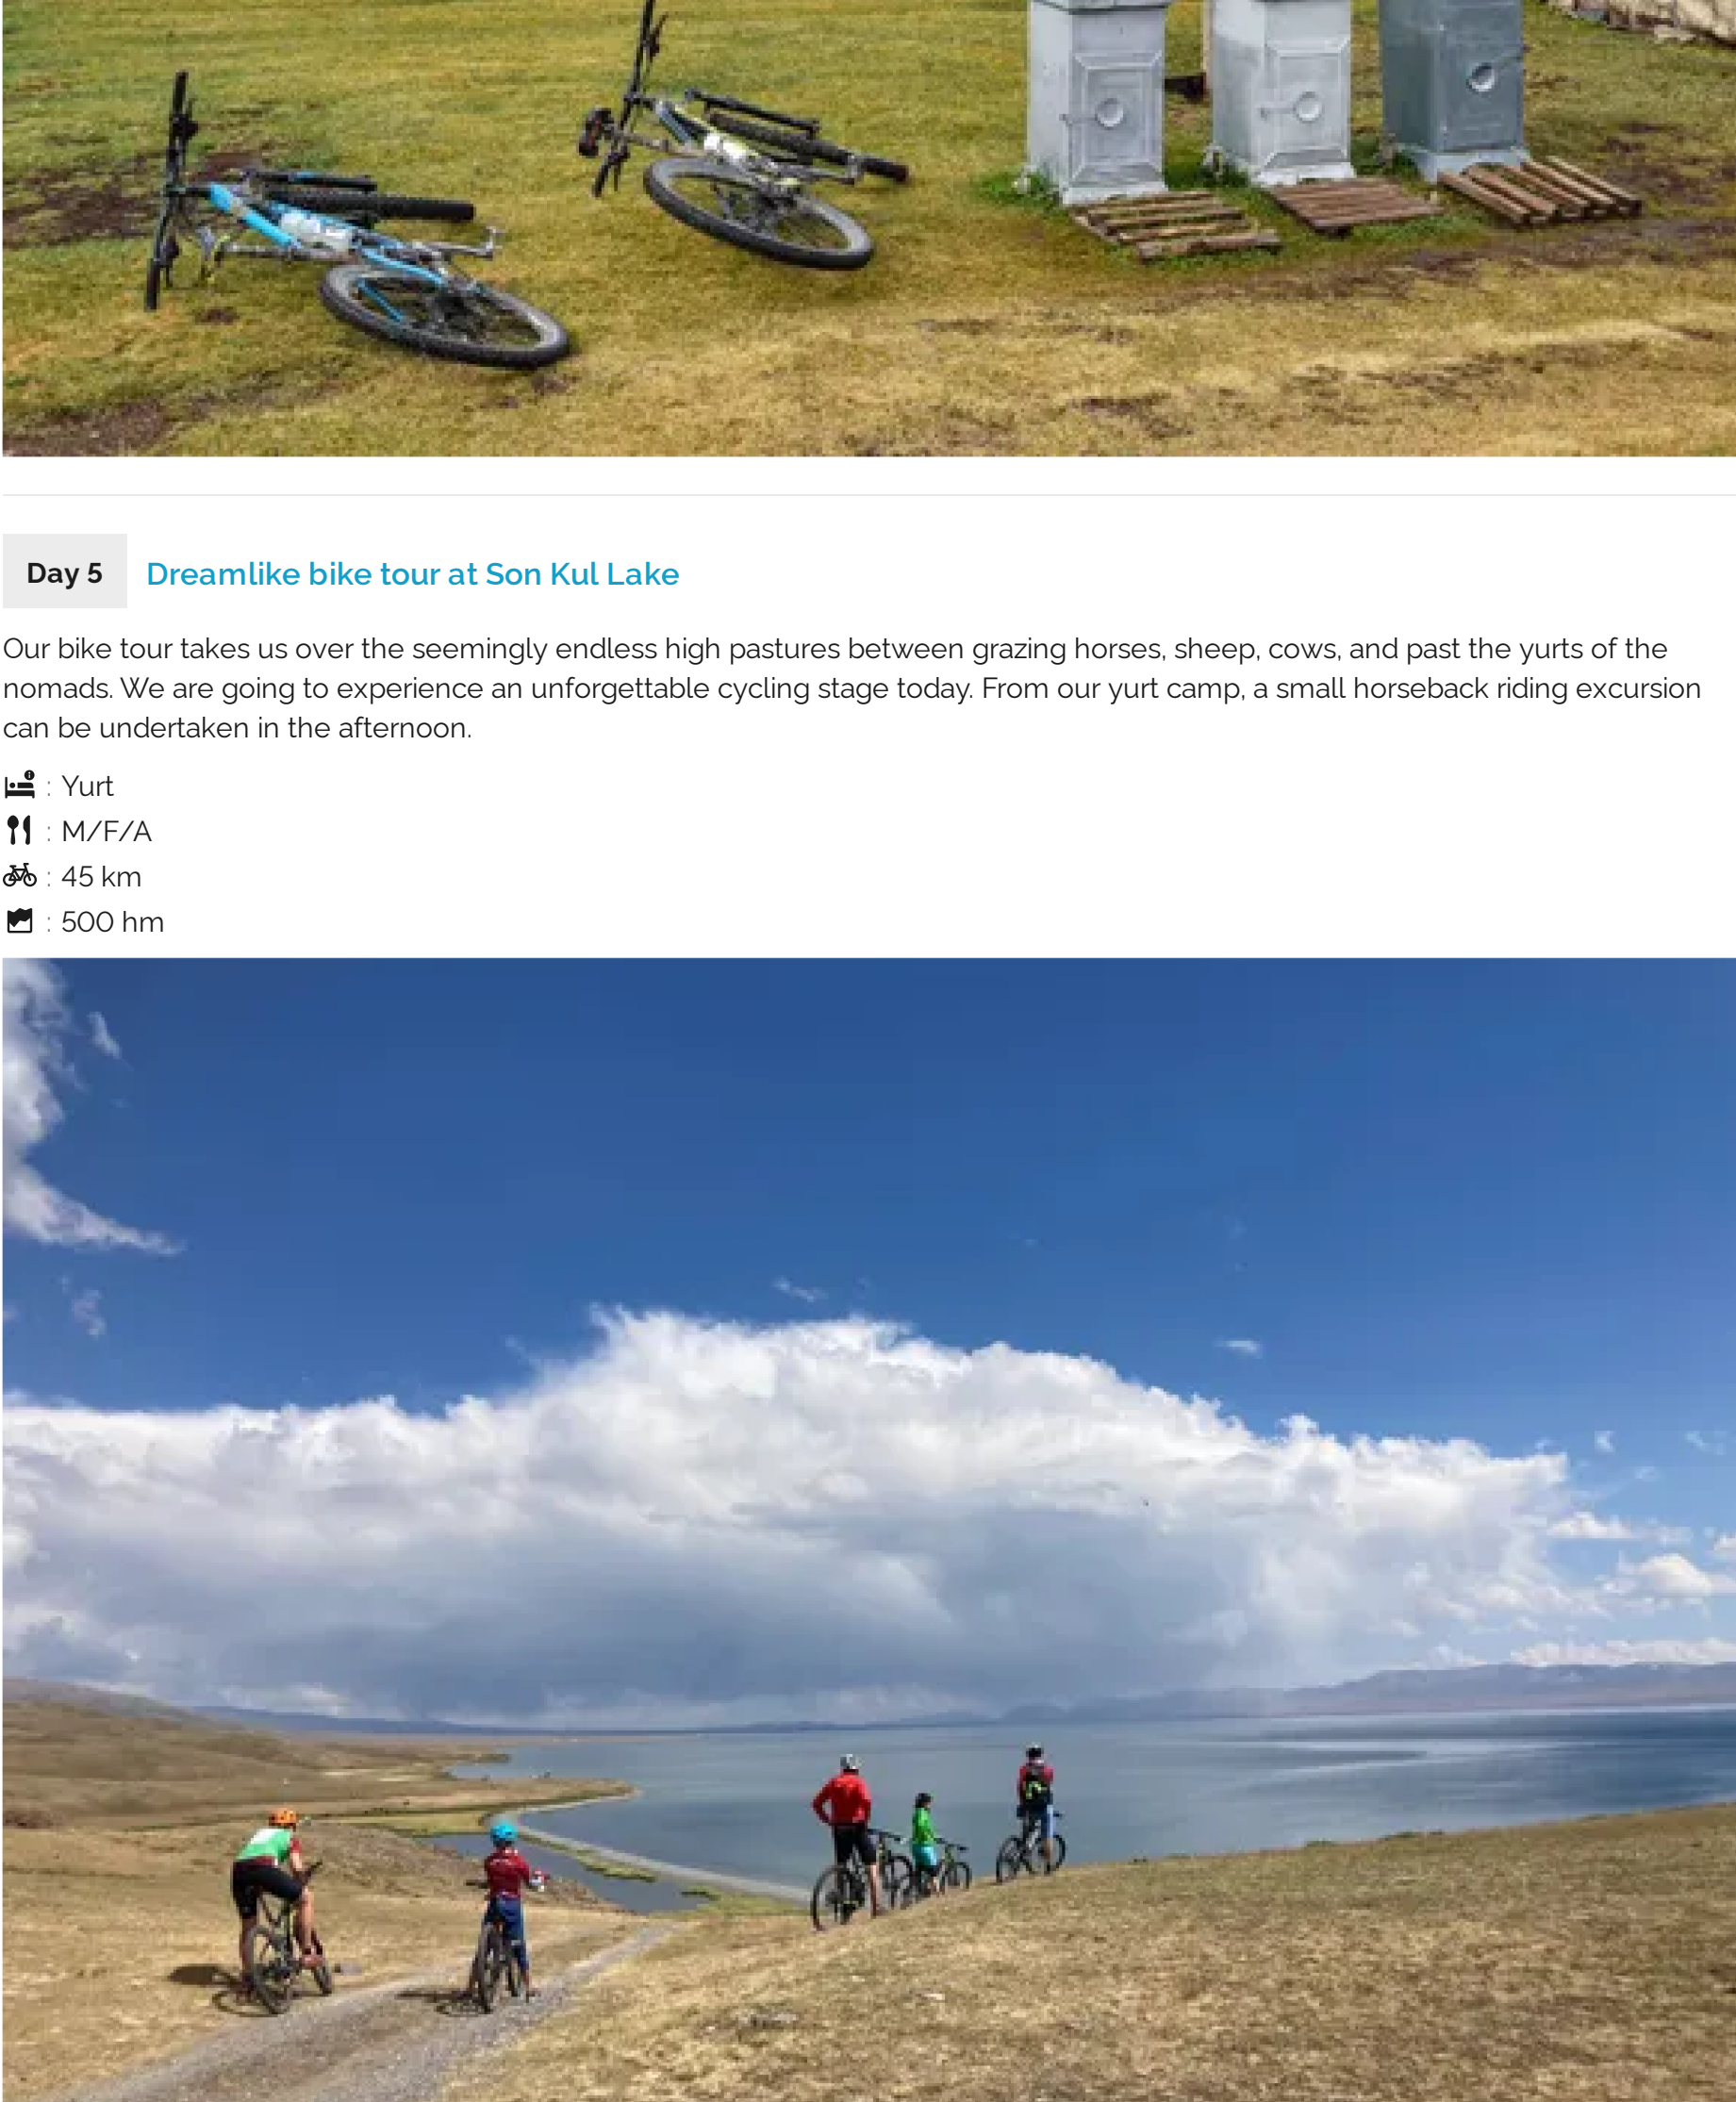 Day 5
Dreamlike bike tour at Son Kul Lake
Our bike tour takes us over the seemingly endless high pastures between grazing horses, sheep, cows, and past the yurts of the
nomads. We are going to experience an unforgettable cycling stage today. From our yurt camp, a small horseback riding excursion
can be undertaken in the afternoon.
: Yurt
: M/F/A
: 45 km
: 500 hm